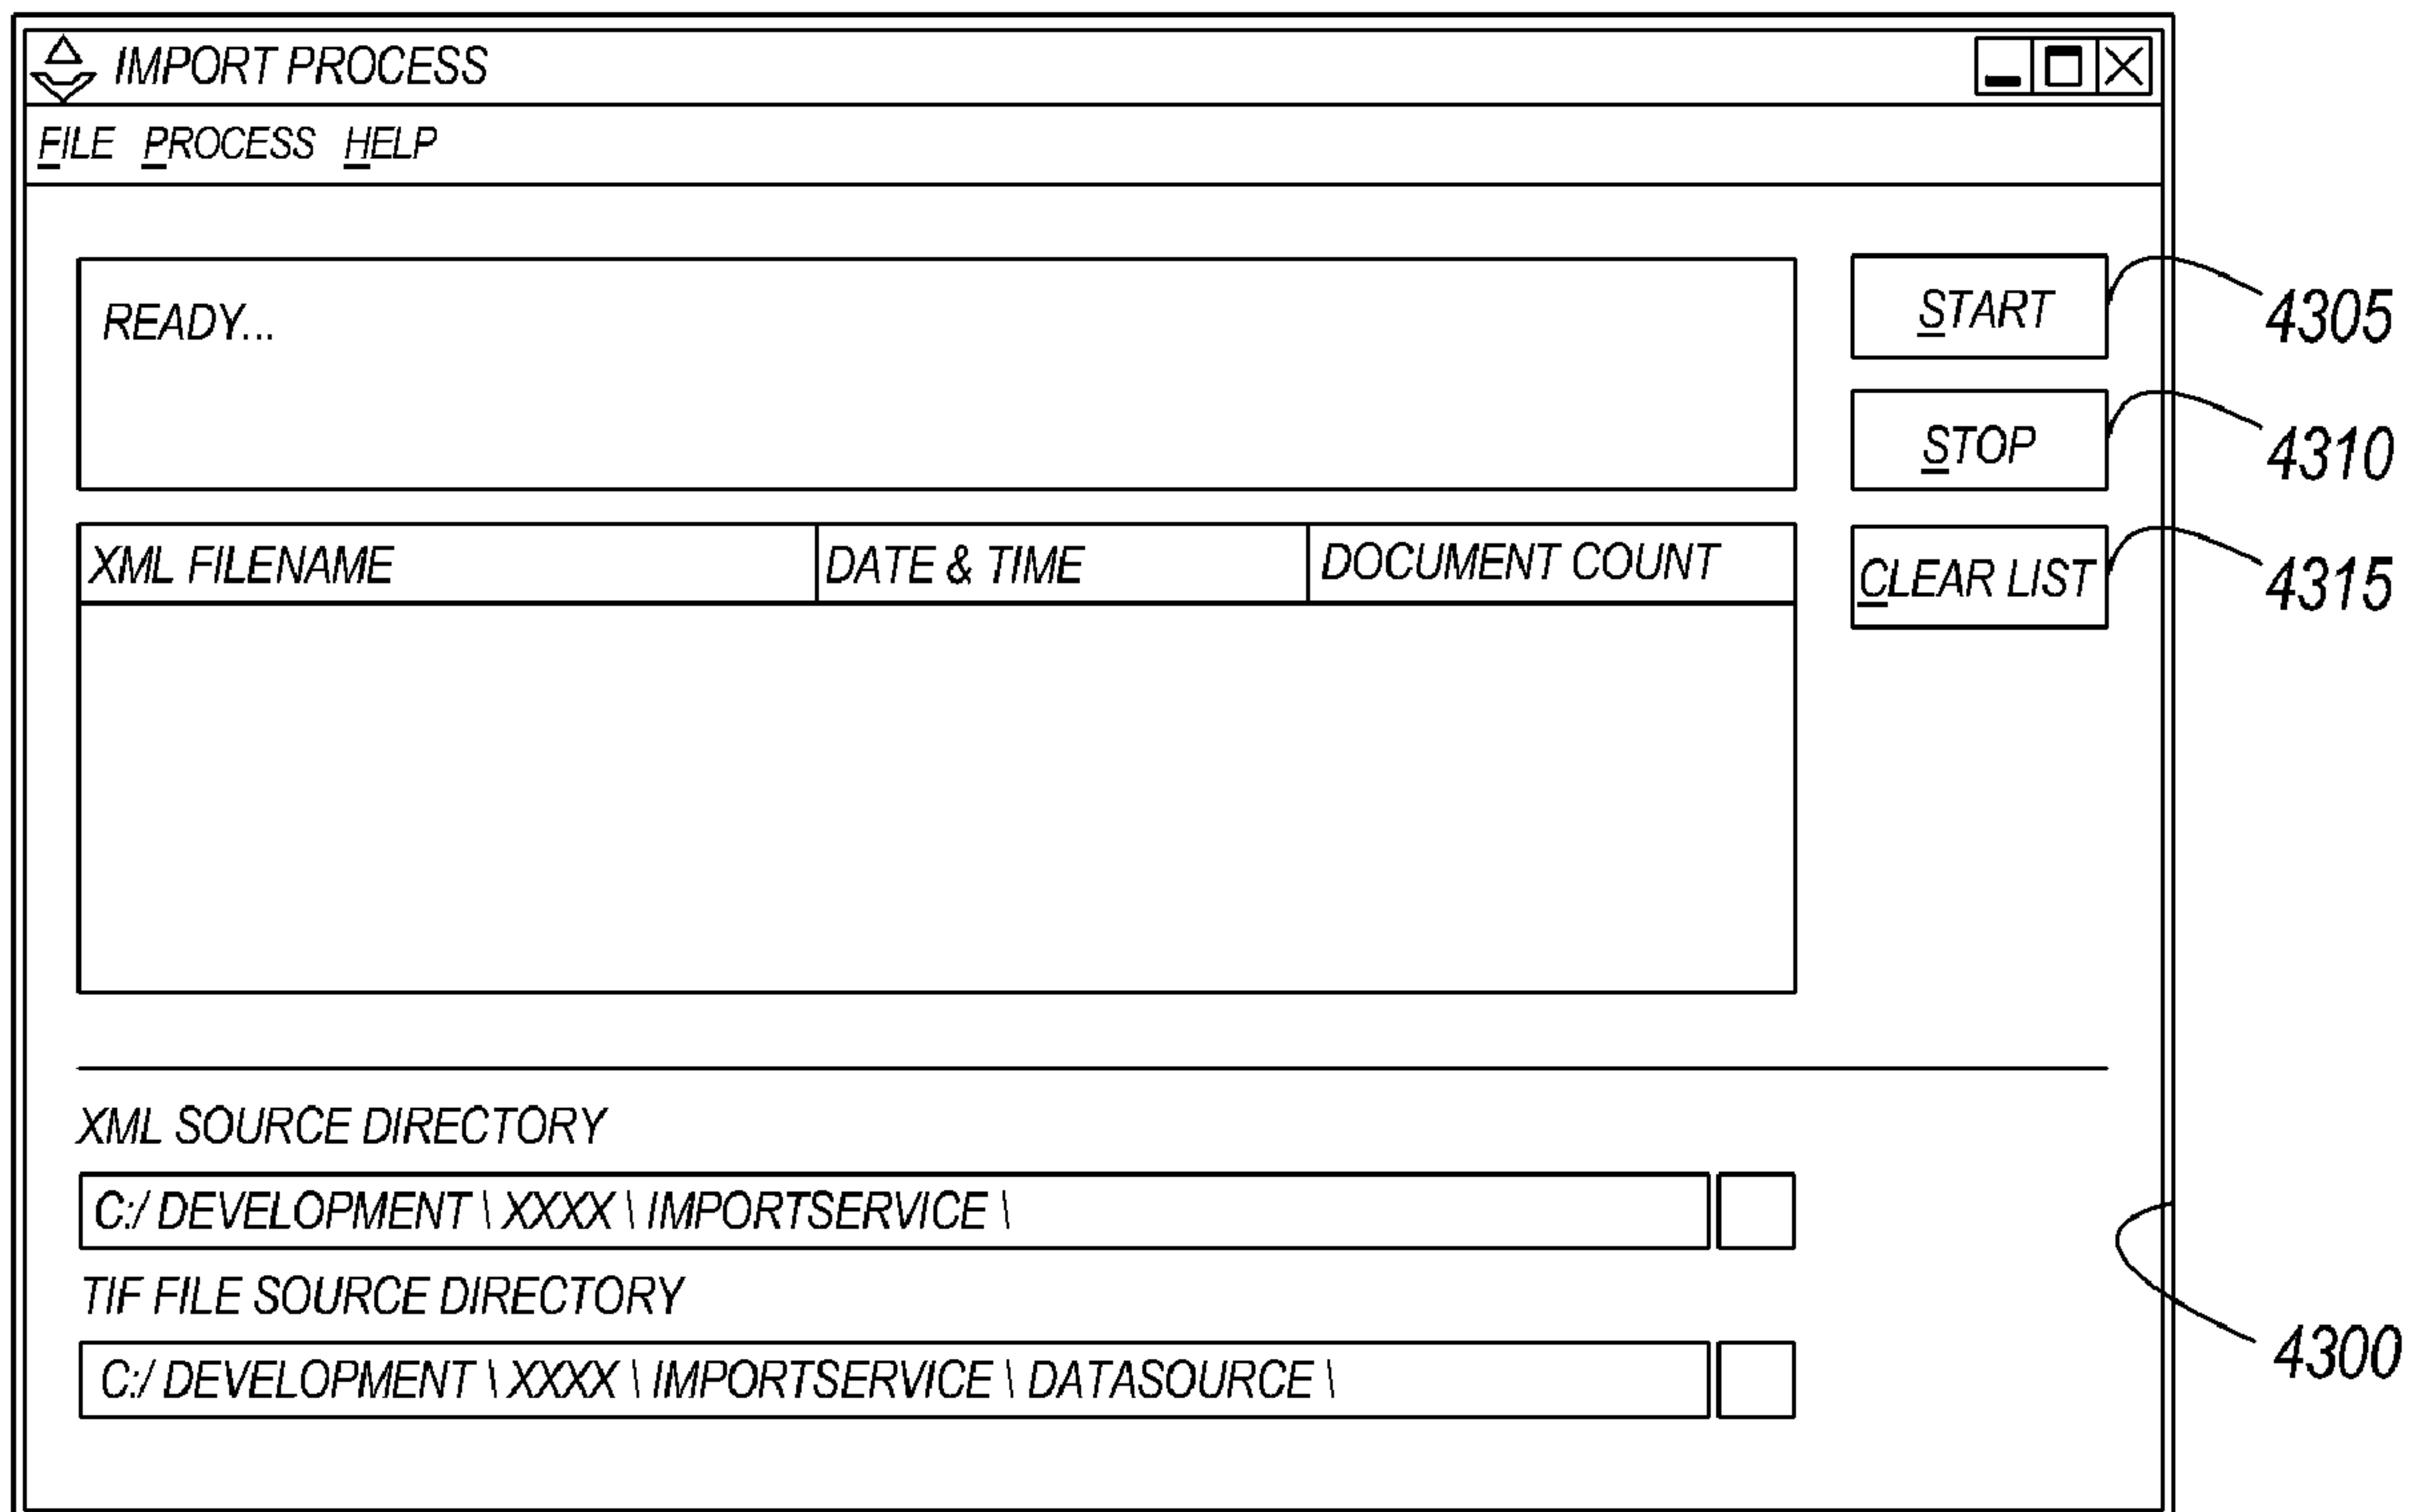 IMPORT PROCESS
FILE PROCESS HELP
READY...
START
4305
STOP
4310
XML FILENAME DATE & TIME DOCUMENT COUNT
CLEAR LIST
4315
XML SOURCE DIRECTORY
C:/ DEVELOPMENT \ XXXX \ IMPORTSERVICE \
TIF FILE SOURCE DIRECTORY
C:/ DEVELOPMENT \ XXXX \ IMPORTSERVICE \ DATASOURCE \
4300